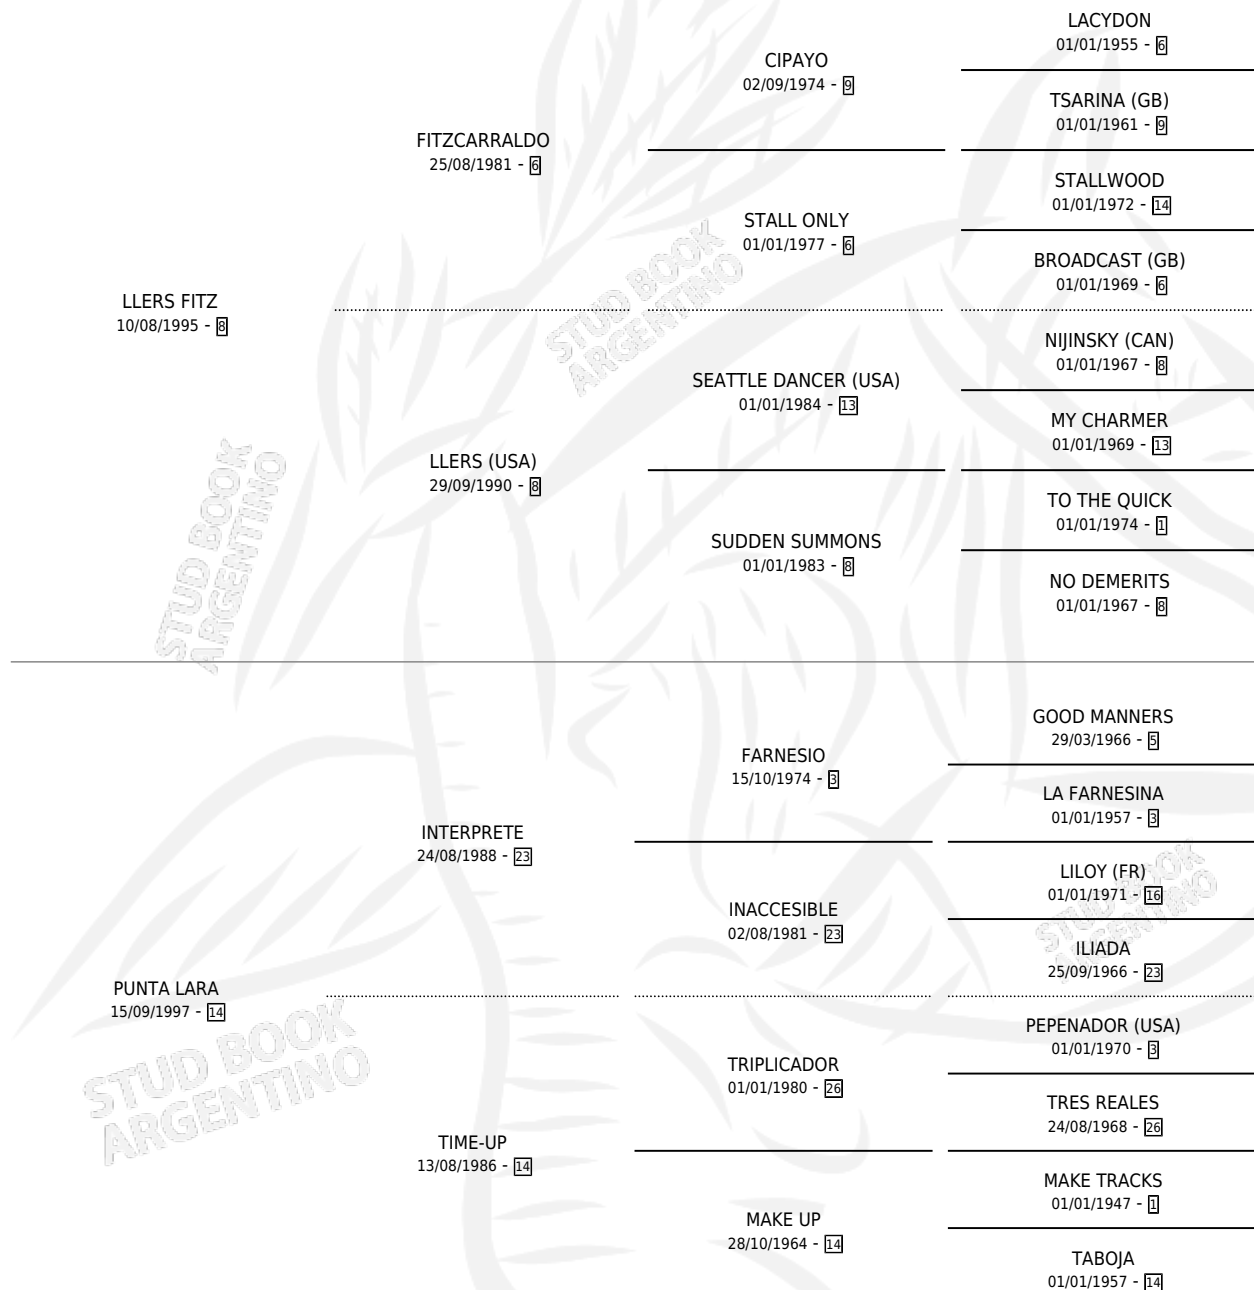 LACYDON
01/01/1955 - 6
CIPAYO
02/09/1974 - 9
TSARINA (GB)
01/01/1961 - 9
FITZCARRALDO
25/08/1981 - 6
STALLWOOD
01/01/1972 - 14
STALL ONLY
01/01/1977 - 6
BROADCAST (GB)
01/01/1969 - 6
LLERS FITZ
10/08/1995 - 8
NIJINSKY (CAN)
01/01/1967 - 8
SEATTLE DANCER (USA)
01/01/1984 - 13
MY CHARMER
01/01/1969 - 13
LLERS (USA)
29/09/1990 - 8
TO THE QUICK
01/01/1974 - 1
SUDDEN SUMMONS
01/01/1983 - 8
NO DEMERITS
01/01/1967 - 8
STUD BOOK
ARGENTINO
STUD BOOK
ARGENTINO
GOOD MANNERS
29/03/1966 - 5
FARNESIO
15/10/1974 - 3
LA FARNESINA
01/01/1957 - 3
INTERPRETE
24/08/1988 - 23
LILOY (FR)
01/01/1971 - 16
INACCESIBLE
02/08/1981 - 23
ILIADA
25/09/1966 - 23
PUNTA LARA
15/09/1997 - 14
PEPENADOR (USA)
01/01/1970 - 3
TRIPLICADOR
01/01/1980 - 26
TRES REALES
24/08/1968 - 26
TIME-UP
13/08/1986 - 14
MAKE TRACKS
01/01/1947 - 1
MAKE UP
28/10/1964 - 14
TABOJA
01/01/1957 - 14
STUD BOOK
ARGENTINO
STUD BOOK
ARGENTINO